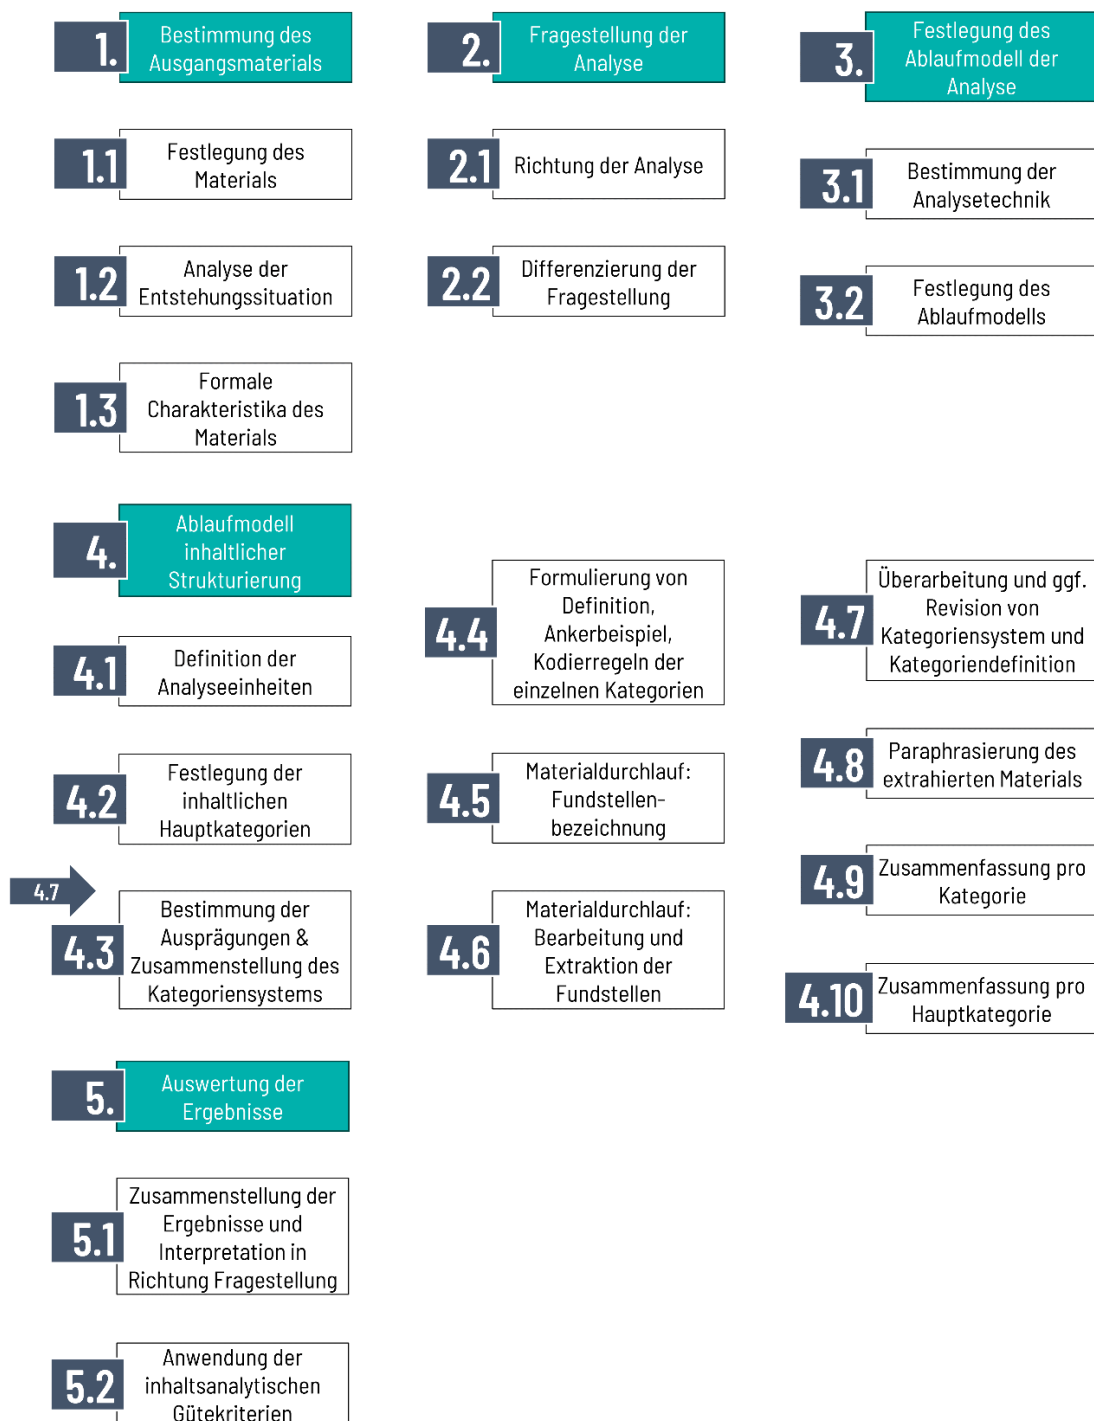 1.
Bestimmung des
Ausgangsmaterials
2.
Fragestellung der
Analyse
3.
Festlegung des
Ablaufmodell der
Analyse
1.1
Festlegung des
Materials
2.1
Richtung der Analyse
3.1
Bestimmung der
Analysetechnik
1.2
Analyse der
Entstehungssituation
2.2
Differenzierung der
Fragestellung
3.2
Festlegung des
Ablaufmodells
1.3
Formale
Charakteristika des
Materials
4.
Ablaufmodell
inhaltlicher
Strukturierung
4.1
Definition der
Analyseeinheiten
4.2
Festlegung der
inhaltlichen
Hauptkategorien
4.7
4.3
Bestimmung der
Ausprägungen &
Zusammenstellung des
Kategoriensystems
4.4
Formulierung von
Definition,
Ankerbeispiel,
Kodierregeln der
einzelnen Kategorien
4.5
Materialdurchlauf:
Fundstellen-
bezeichnung
4.6
Materialdurchlauf:
Bearbeitung und
Extraktion der
Fundstellen
4.7
Überarbeitung und ggf.
Revision von
Kategoriensystem und
Kategoriendefinition
4.8
Paraphrasierung des
extrahierten Materials
4.9
Zusammenfassung pro
Kategorie
4.10
Zusammenfassung pro
Hauptkategorie
5.
Auswertung der
Ergebnisse
5.1
Zusammenstellung der
Ergebnisse und
Interpretation in
Richtung Fragestellung
5.2
Anwendung der
inhaltsanalytischen
Gütekriterien